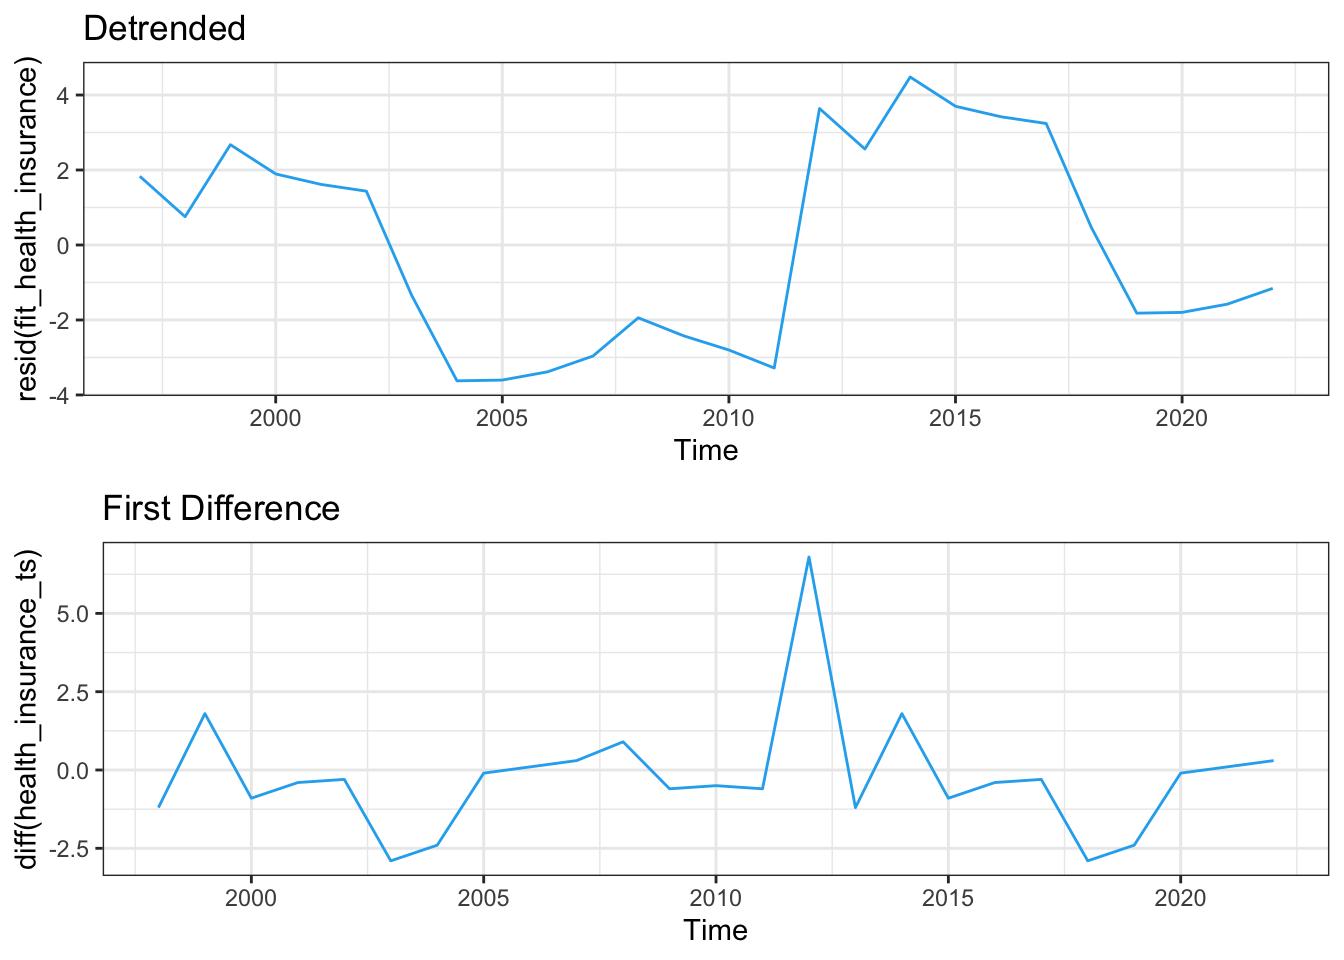 Detrended
resid(fit_health_insurance)
4
2
0
-2
-4
2000 2005 2010 2015 2020
Time
First Difference
diff(health_insurance_ts)
5.0
2.5
0.0
-2.5
2000 2005 2010 2015 2020
Time